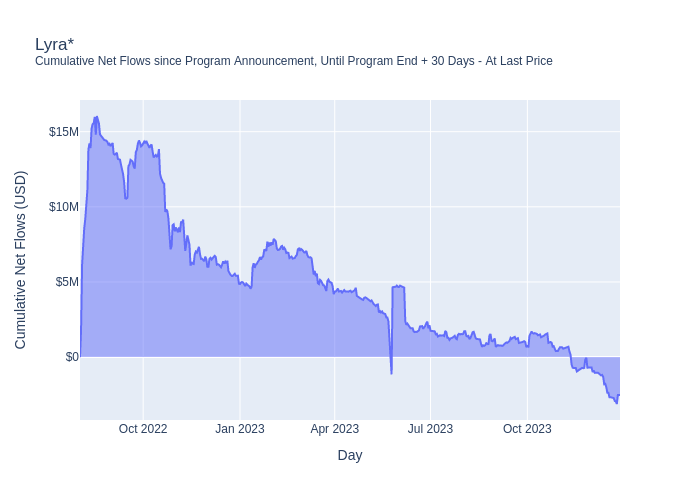 Lyra*
Cumulative Net Flows since Program Announcement, Until Program End + 30 Days - At Last Price
$15M
$10M
$5M
$0
Cumulative Net Flows (USD)
Oct 2022
Jan 2023
Apr 2023
Jul 2023
Oct 2023
Day